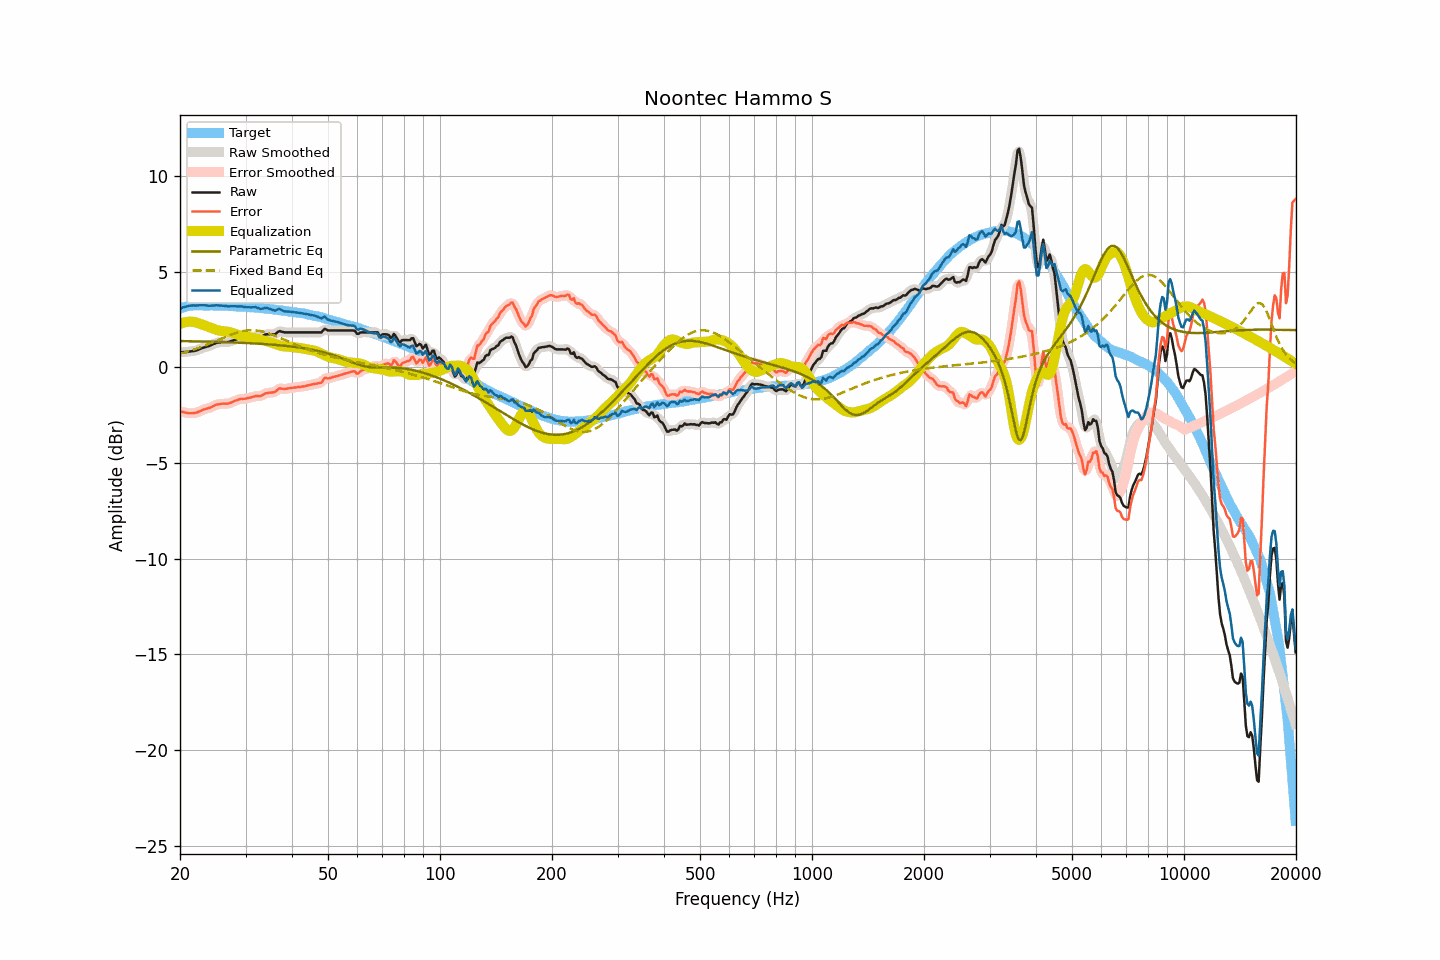 Noontec Hammo S
Target
Raw Smoothed
Error Smoothed
Raw
Error
Equalization
Parametric Eq
Fixed Band Eq
Equalized
10
5
0
−5
−10
−15
−20
−25
Amplitude (dBr)
20 50 100 200 500 1000 2000 5000 10000 20000
Frequency (Hz)